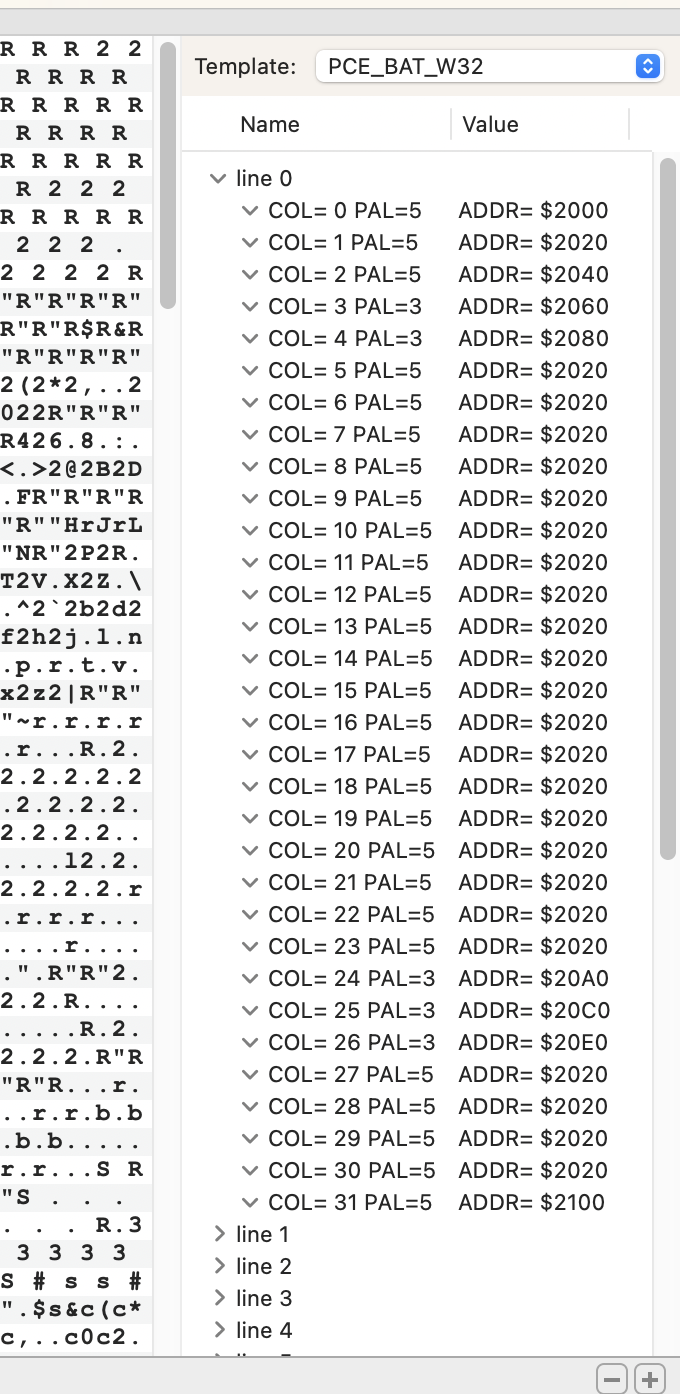 Template: PCE_BAT_W32
Name Value
line 0
COL= 0 PAL=5 ADDR= $2000
COL= 1 PAL=5 ADDR= $2020
COL= 2 PAL=5 ADDR= $2040
COL= 3 PAL=3 ADDR= $2060
COL= 4 PAL=3 ADDR= $2080
COL= 5 PAL=5 ADDR= $2020
COL= 6 PAL=5 ADDR= $2020
COL= 7 PAL=5 ADDR= $2020
COL= 8 PAL=5 ADDR= $2020
COL= 9 PAL=5 ADDR= $2020
COL= 10 PAL=5 ADDR= $2020
COL= 11 PAL=5 ADDR= $2020
COL= 12 PAL=5 ADDR= $2020
COL= 13 PAL=5 ADDR= $2020
COL= 14 PAL=5 ADDR= $2020
COL= 15 PAL=5 ADDR= $2020
COL= 16 PAL=5 ADDR= $2020
COL= 17 PAL=5 ADDR= $2020
COL= 18 PAL=5 ADDR= $2020
COL= 19 PAL=5 ADDR= $2020
COL= 20 PAL=5 ADDR= $2020
COL= 21 PAL=5 ADDR= $2020
COL= 22 PAL=5 ADDR= $2020
COL= 23 PAL=5 ADDR= $2020
COL= 24 PAL=3 ADDR= $20A0
COL= 25 PAL=3 ADDR= $20C0
COL= 26 PAL=3 ADDR= $20E0
COL= 27 PAL=5 ADDR= $2020
COL= 28 PAL=5 ADDR= $2020
COL= 29 PAL=5 ADDR= $2020
COL= 30 PAL=5 ADDR= $2020
COL= 31 PAL=5 ADDR= $2100
line 1
line 2
line 3
line 4
R R R 2 2
R R R R
R R R R R
R R R R
R R R R R
R 2 2 2
R R R R R
2 2 2 .
2 2 2 2 R
"R"R"R"R"
R"R"R$R&R
"R"R"R"R"
2(2*2,..2
022R"R"R"
R426.8.:.
<.>2@2B2D
.FR"R"R"R
"R""HrJrL
"NR"2P2R.
T2V.X2Z.\
.^2`2b2d2
f2h2j.l.n
.p.r.t.v.
x2z2|R"R"
"~r.r.r.r
.r...R.2.
2.2.2.2.2
.2.2.2.2.
2.2.2.2..
....l2.2.
2.2.2.2.r
.r.r.r...
....r....
.".R"R"2.
2.2.R....
.....R.2.
2.2.2.R"R
"R"R...r.
..r.r.b.b
.b.b.....
r.r...S R
"S . . .
. . . R.3
3 3 3 3
S # s s #
".$s&c(c*
c,..c0c2.